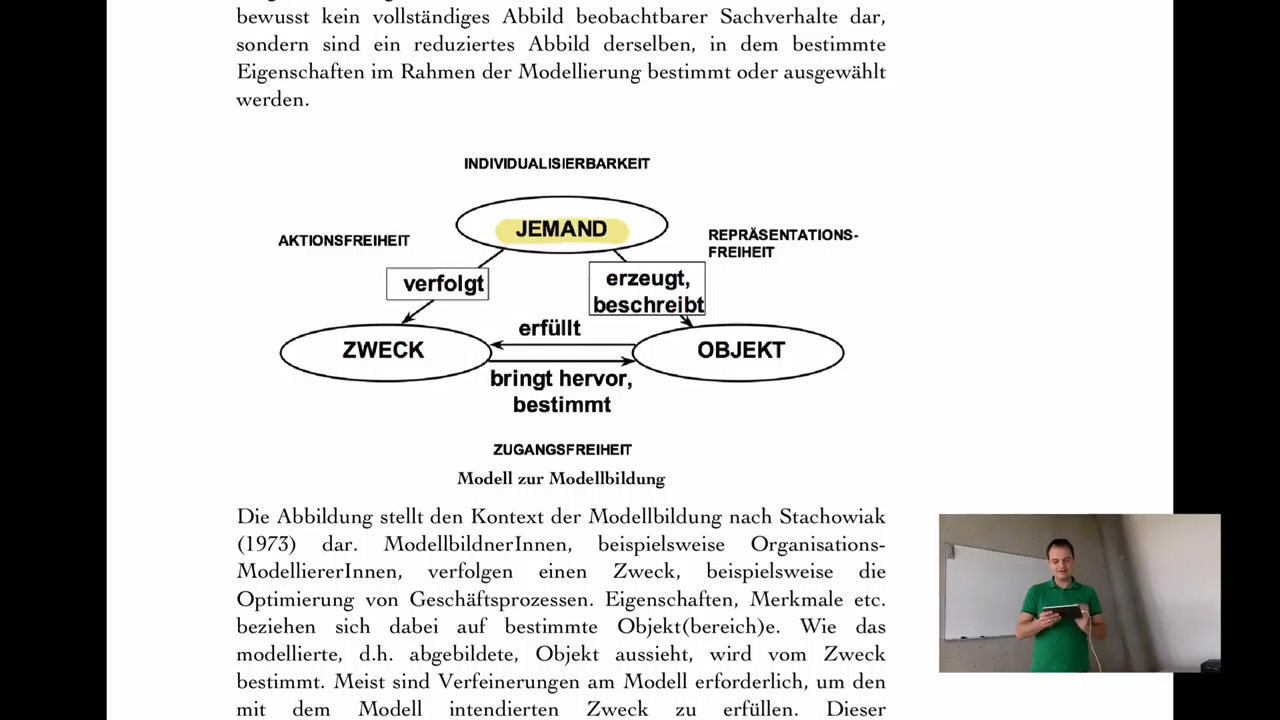 bewusst kein vollständiges Abbild beobachtbarer Sachverhalte dar,
sondern sind ein reduziertes Abbild derselben, in dem bestimmte
Eigenschaften im Rahmen der Modellierung bestimmt oder ausgewählt
werden.
INDIVIDUALISIERBARKEIT
JEMAND
AKTIONSFREIHEIT
REPRÄSENTATIONS-
FREIHEIT
verfolgt
erzeugt,
beschreibt
erfüllt
ZWECK
OBJEKT
bringt hervor,
bestimmt
ZUGANGSFREIHEIT
Modell zur Modellbildung
Die Abbildung stellt den Kontext der Modellbildung nach Stachowiak
(1973) dar. ModellbildnerInnen, beispielsweise Organisations-
ModelliererInnen, verfolgen einen Zweck, beispielsweise die
Optimierung von Geschäftsprozessen. Eigenschaften, Merkmale etc.
beziehen sich dabei auf bestimmte Objekt(bereich)e. Wie das
modellierte, d.h. abgebildete, Objekt aussieht, wird vom Zweck
bestimmt. Meist sind Verfeinerungen am Modell erforderlich, um den
mit dem Modell intendierten Zweck zu erfüllen. Dieser